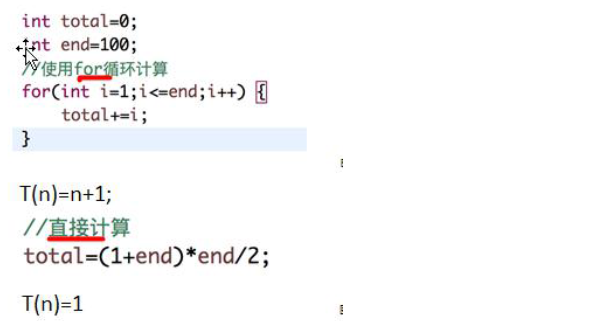 int total=0;
int end=100;
//使用for循环计算
for(int i=1;i<=end;i++) {
total+=i;
}
T(n)=n+1;
//直接计算
total=(1+end)*end/2;
T(n)=1